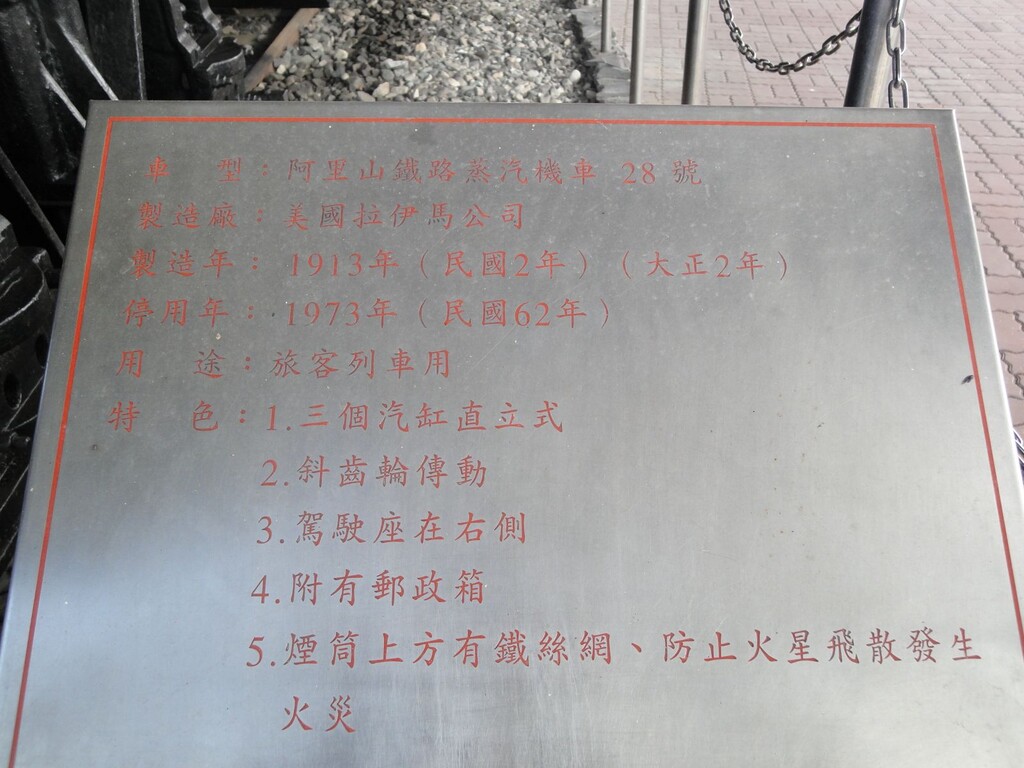 車 型：阿里山鐵路蒸汽機車 28 號
製造廠：美國拉伊馬公司
製造年： 1913年（民國2年）（大正2年）
停用年： 1973年（民國62年）
用 途：旅客列車用
特 色：1.三個汽缸直立式
2.斜齒輪傳動
3.駕駛座在右側
4.附有郵政箱
5.煙筒上方有鐵絲網、防止火星飛散發生
火災